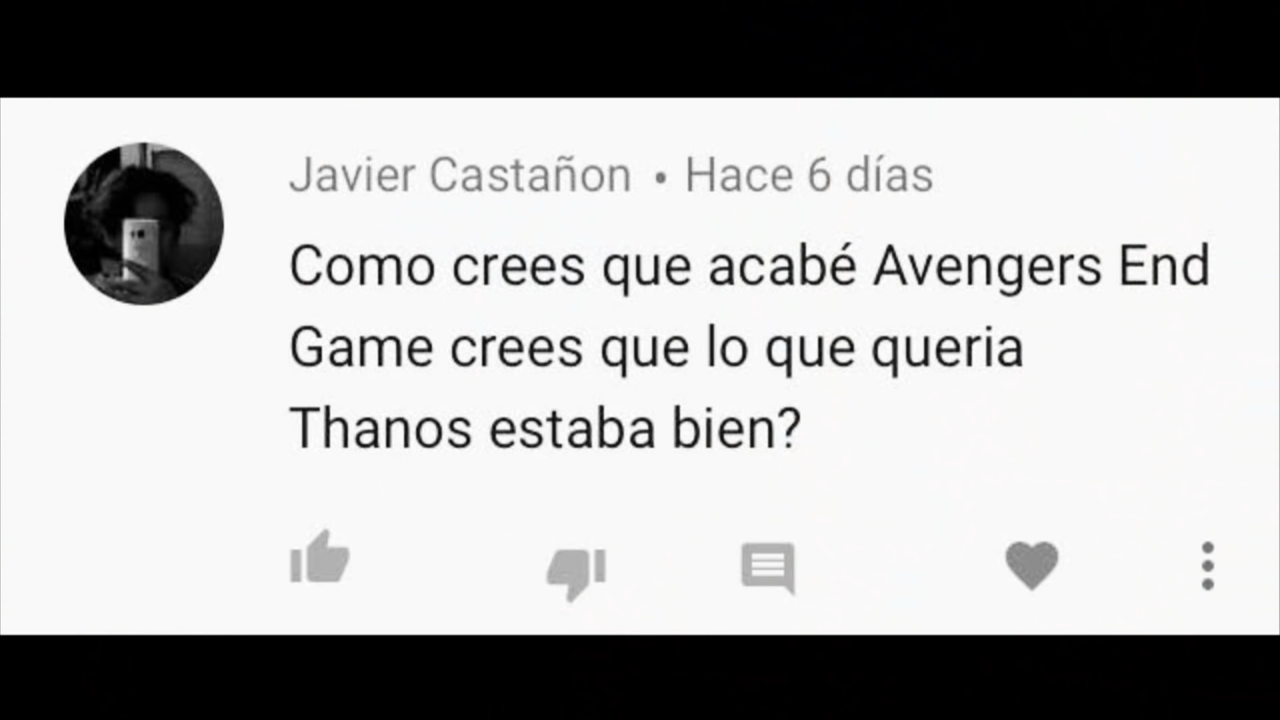 Javier Castañon • Hace 6 días
Como crees que acabé Avengers End
Game crees que lo que queria
Thanos estaba bien?